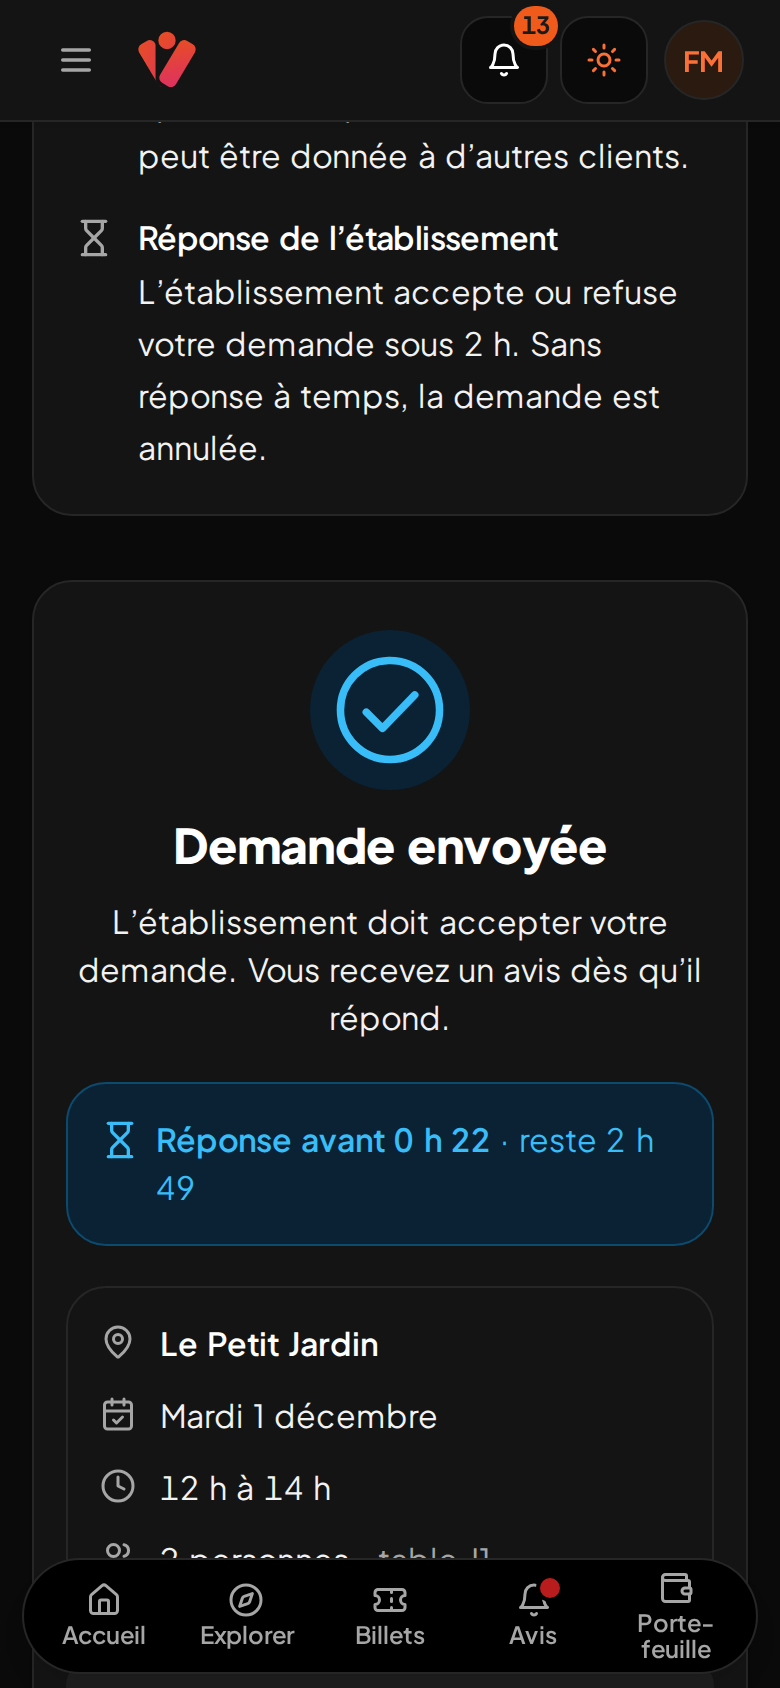 13
FM
peut être donnée à d’autres clients.
Réponse de l’établissement
L’établissement accepte ou refuse
votre demande sous 2 h. Sans
réponse à temps, la demande est
annulée.
Demande envoyée
L’établissement doit accepter votre
demande. Vous recevez un avis dès qu’il
répond.
Réponse avant 0 h 22 · reste 2 h
49
Le Petit Jardin
Mardi 1 décembre
12 h à 14 h
personnes
table
Accueil
Explorer
Billets
Avis
Porte-
feuille